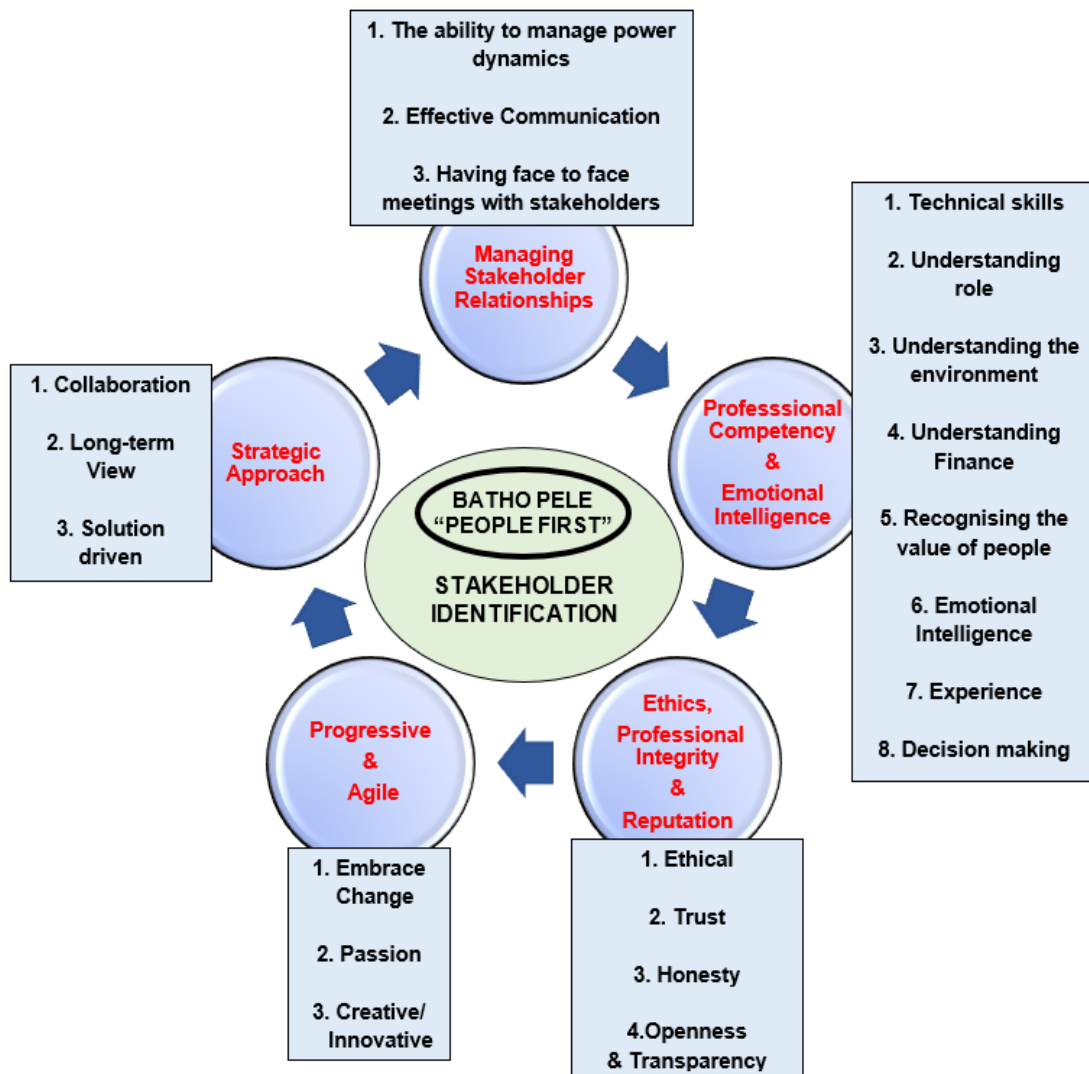 1. The ability to manage power
dynamics
2. Effective Communication
3. Having face to face
meetings with stakeholders
Managing
Stakeholder
Relationships
1. Technical skills
2. Understanding
role
3. Understanding the
environment
4. Understanding
Finance
5. Recognising the
value of people
6. Emotional
Intelligence
7. Experience
8. Decision making
Professsional
Competency
&
Emotional
Intelligence
1. Collaboration
2. Long-term
View
3. Solution
driven
Strategic
Approach
BATHO PELE
“PEOPLE FIRST”
STAKEHOLDER
IDENTIFICATION
Progressive
&
Agile
Ethics,
Professional
Integrity
&
Reputation
1. Embrace
Change
2. Passion
3. Creative/
Innovative
1. Ethical
2. Trust
3. Honesty
4.Openness
& Transparency